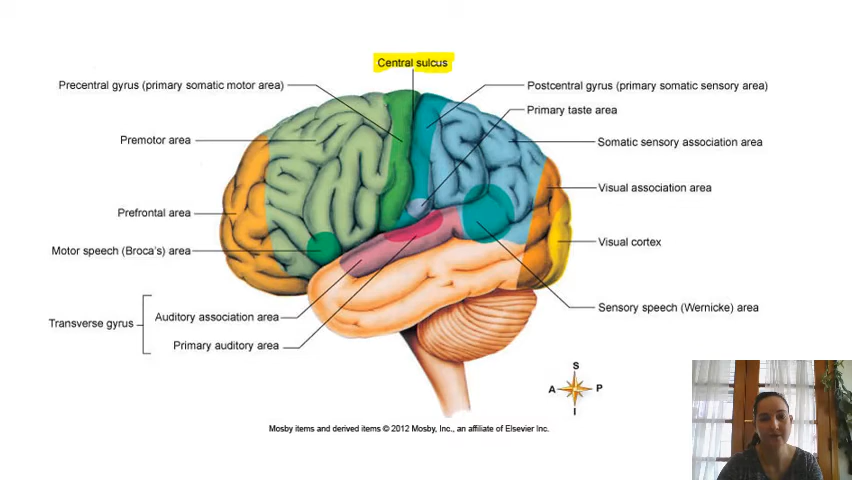 Central sulcus
Precentral gyrus (primary somatic motor area)
Postcentral gyrus (primary somatic sensory area)
Primary taste area
Premotor area
Somatic sensory association area
Visual association area
Prefrontal area
Visual cortex
Motor speech (Broca's) area
Sensory speech (Wernicke) area
Auditory association area
Transverse gyrus
Primary auditory area
S
A P
I
Mosby items and derived items © 2012 Mosby, Inc., an affiliate of Elsevier Inc.